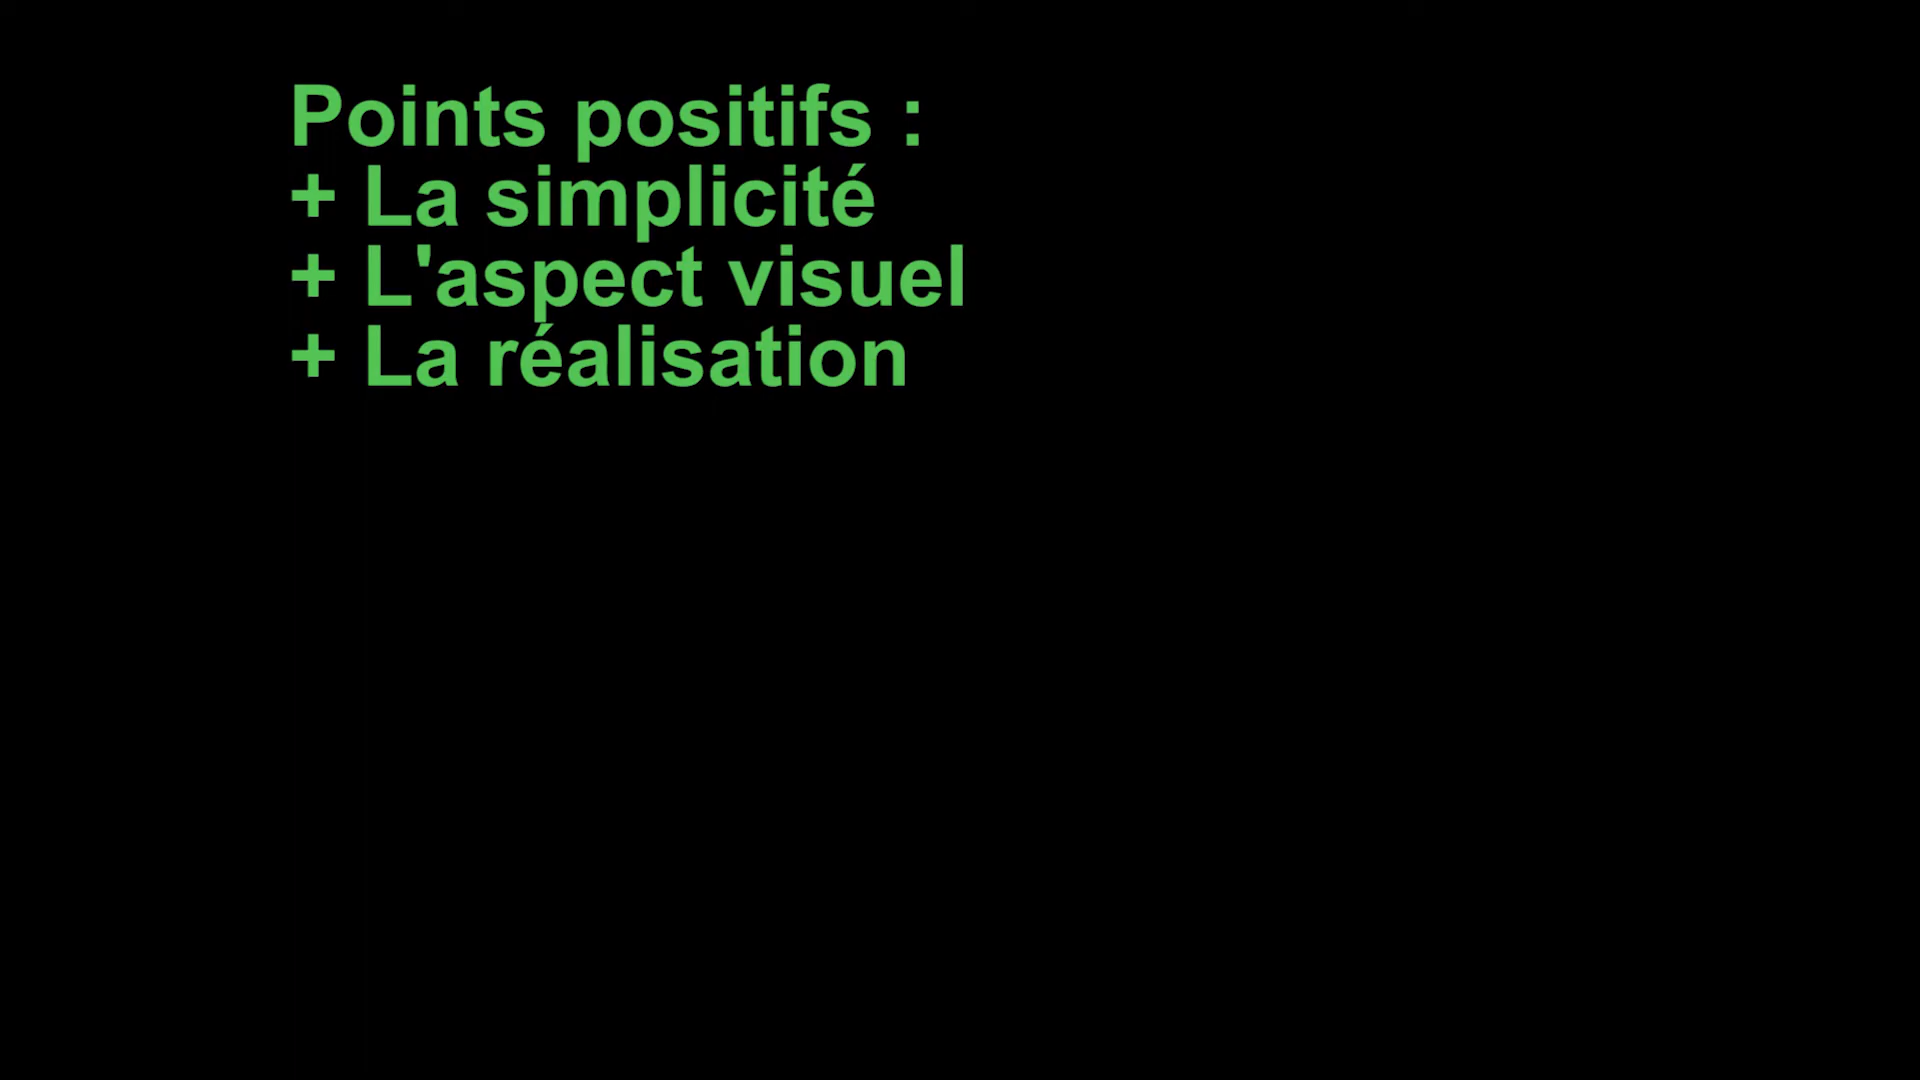 Points positifs :
+ La simplicité
+ L'aspect visuel
+ La réalisation